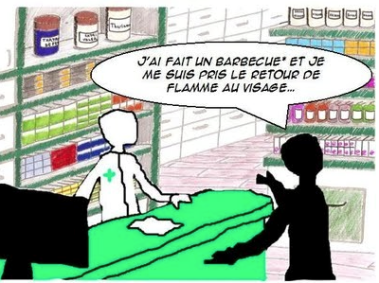 J'AI FAIT UN BARBECUE* ET JE
ME SUIS PRIS LE RETOUR DE
FLAMME AU VISAGE...